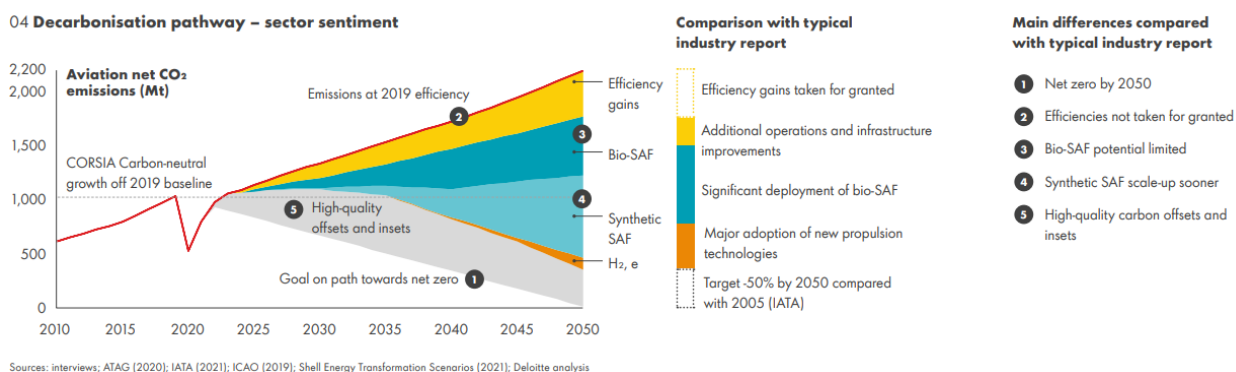 04 Decarbonisation pathway – sector sentiment
Aviation net CO₂
emissions (Mt)
2,200
2,000
1,500
1,000
500
0
2010
2015
2020
2025
2030
2035
2040
2045
2050
CORSIA Carbon-neutral
growth off 2019 baseline
Emissions at 2019 efficiency
2
5
High-quality
offsets and insets
Goal on path towards net zero
1
3
4
Efficiency
gains
Bio-SAF
Synthetic
SAF
H₂, e
Comparison with typical
industry report
Efficiency gains taken for granted
Additional operations and infrastructure
improvements
Significant deployment of bio-SAF
Major adoption of new propulsion
technologies
Target -50% by 2050 compared
with 2005 (IATA)
Main differences compared
with typical industry report
1 Net zero by 2050
2 Efficiencies not taken for granted
3 Bio-SAF potential limited
4 Synthetic SAF scale-up sooner
5 High-quality carbon offsets and
insets
Sources: interviews; ATAG (2020); IATA (2021); ICAO (2019); Shell Energy Transformation Scenarios (2021); Deloitte analysis